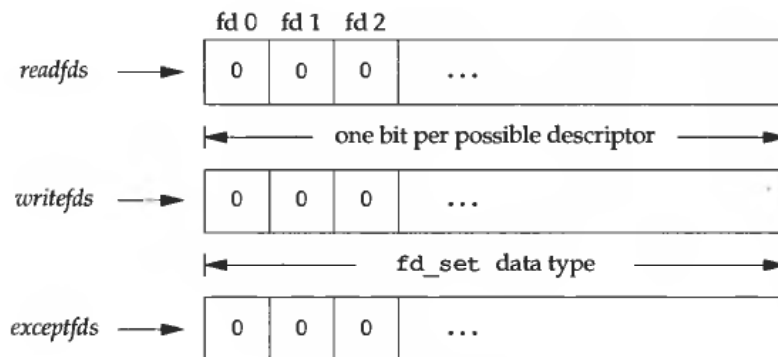 fd 0 fd 1 fd 2
readfds 0 0 0 ...
one bit per possible descriptor
writefds 0 0 0 ...
fd_set data type
exceptfds 0 0 0 ...